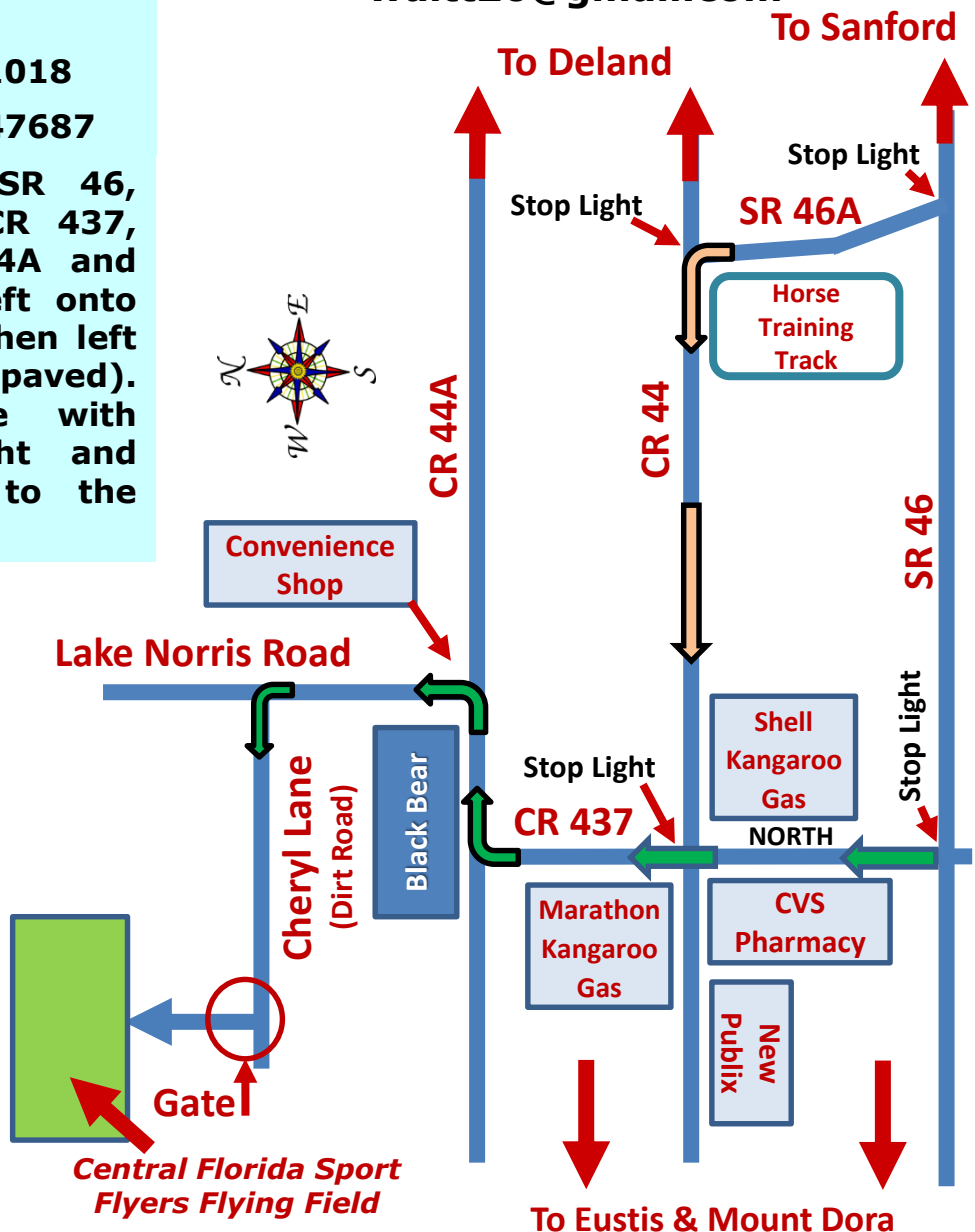 To Sanford
To Deland
.018
47687
SR 46,
CR 437,
4A and
eft onto
hen left
paved).
e with
ht and
to the
Stop Light
Stop Light
SR 46A
Horse
Training
Track
E
N
S
W
CR 44A
CR 44
SR 46
Convenience
Shop
Lake Norris Road
Cheryl Lane
(Dirt Road)
Black Bear
Stop Light
CR 437
Shell
Kangaroo
Gas
Stop Light
NORTH
Marathon
Kangaroo
Gas
CVS
Pharmacy
New
Publix
Gate
Central Florida Sport
Flyers Flying Field
To Eustis & Mount Dora